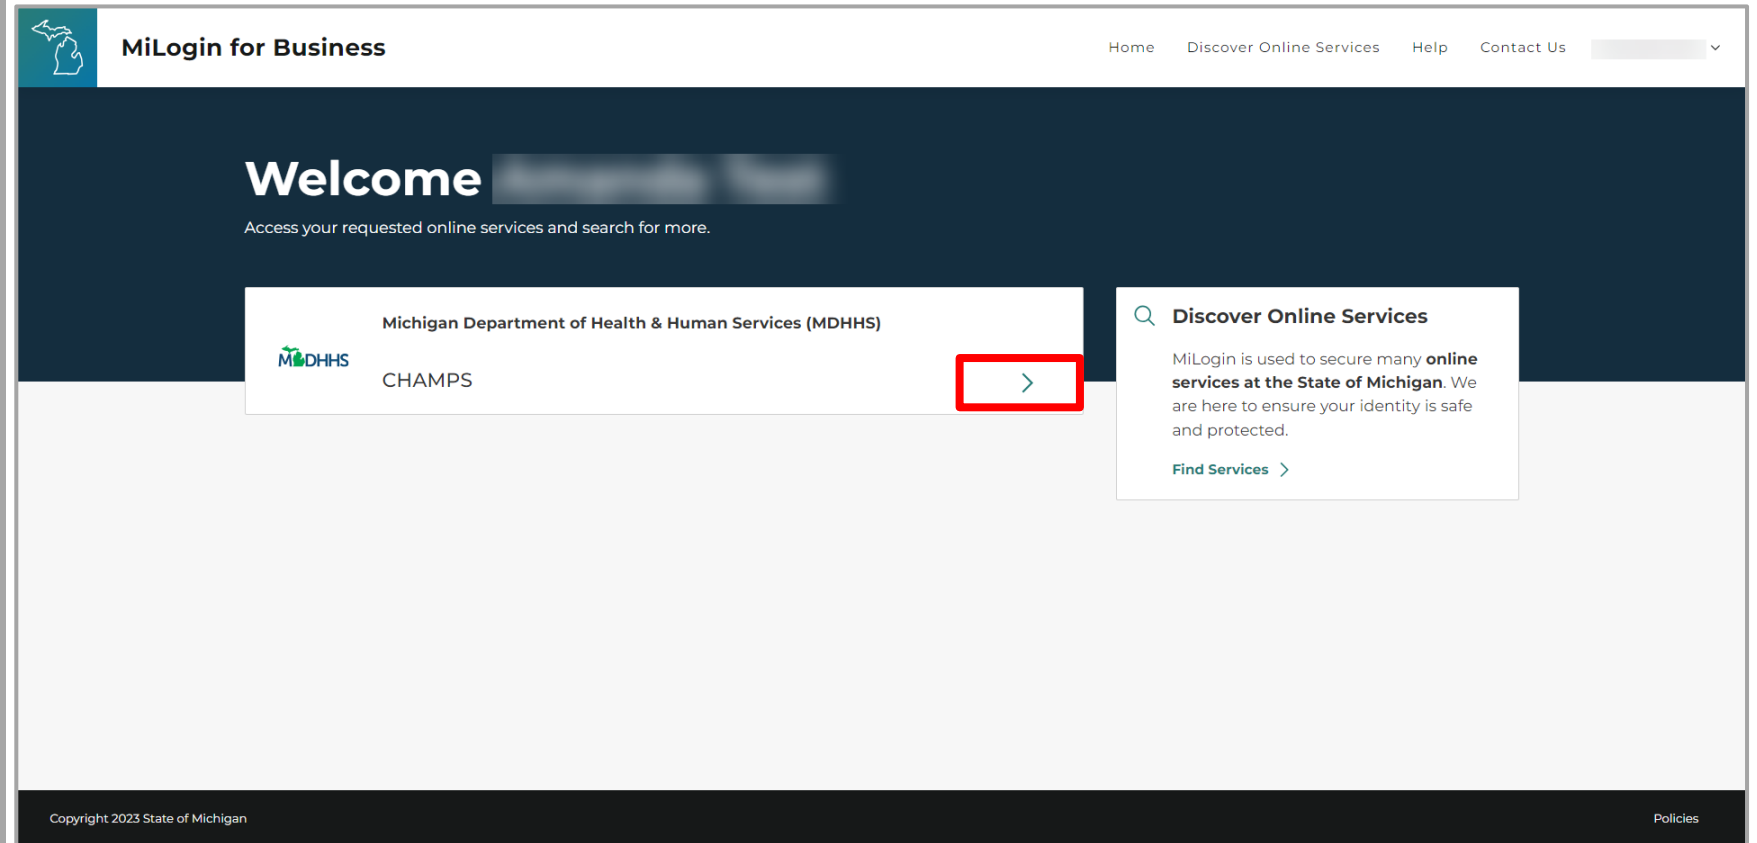 MiLogin for Business
Home Discover Online Services Help Contact Us
Welcome
Access your requested online services and search for more.
Michigan Department of Health & Human Services (MDHHS)
MDHHS
CHAMPS
Discover Online Services
MiLogin is used to secure many online
services at the State of Michigan. We
are here to ensure your identity is safe
and protected.
Find Services
Copyright 2023 State of Michigan
Policies